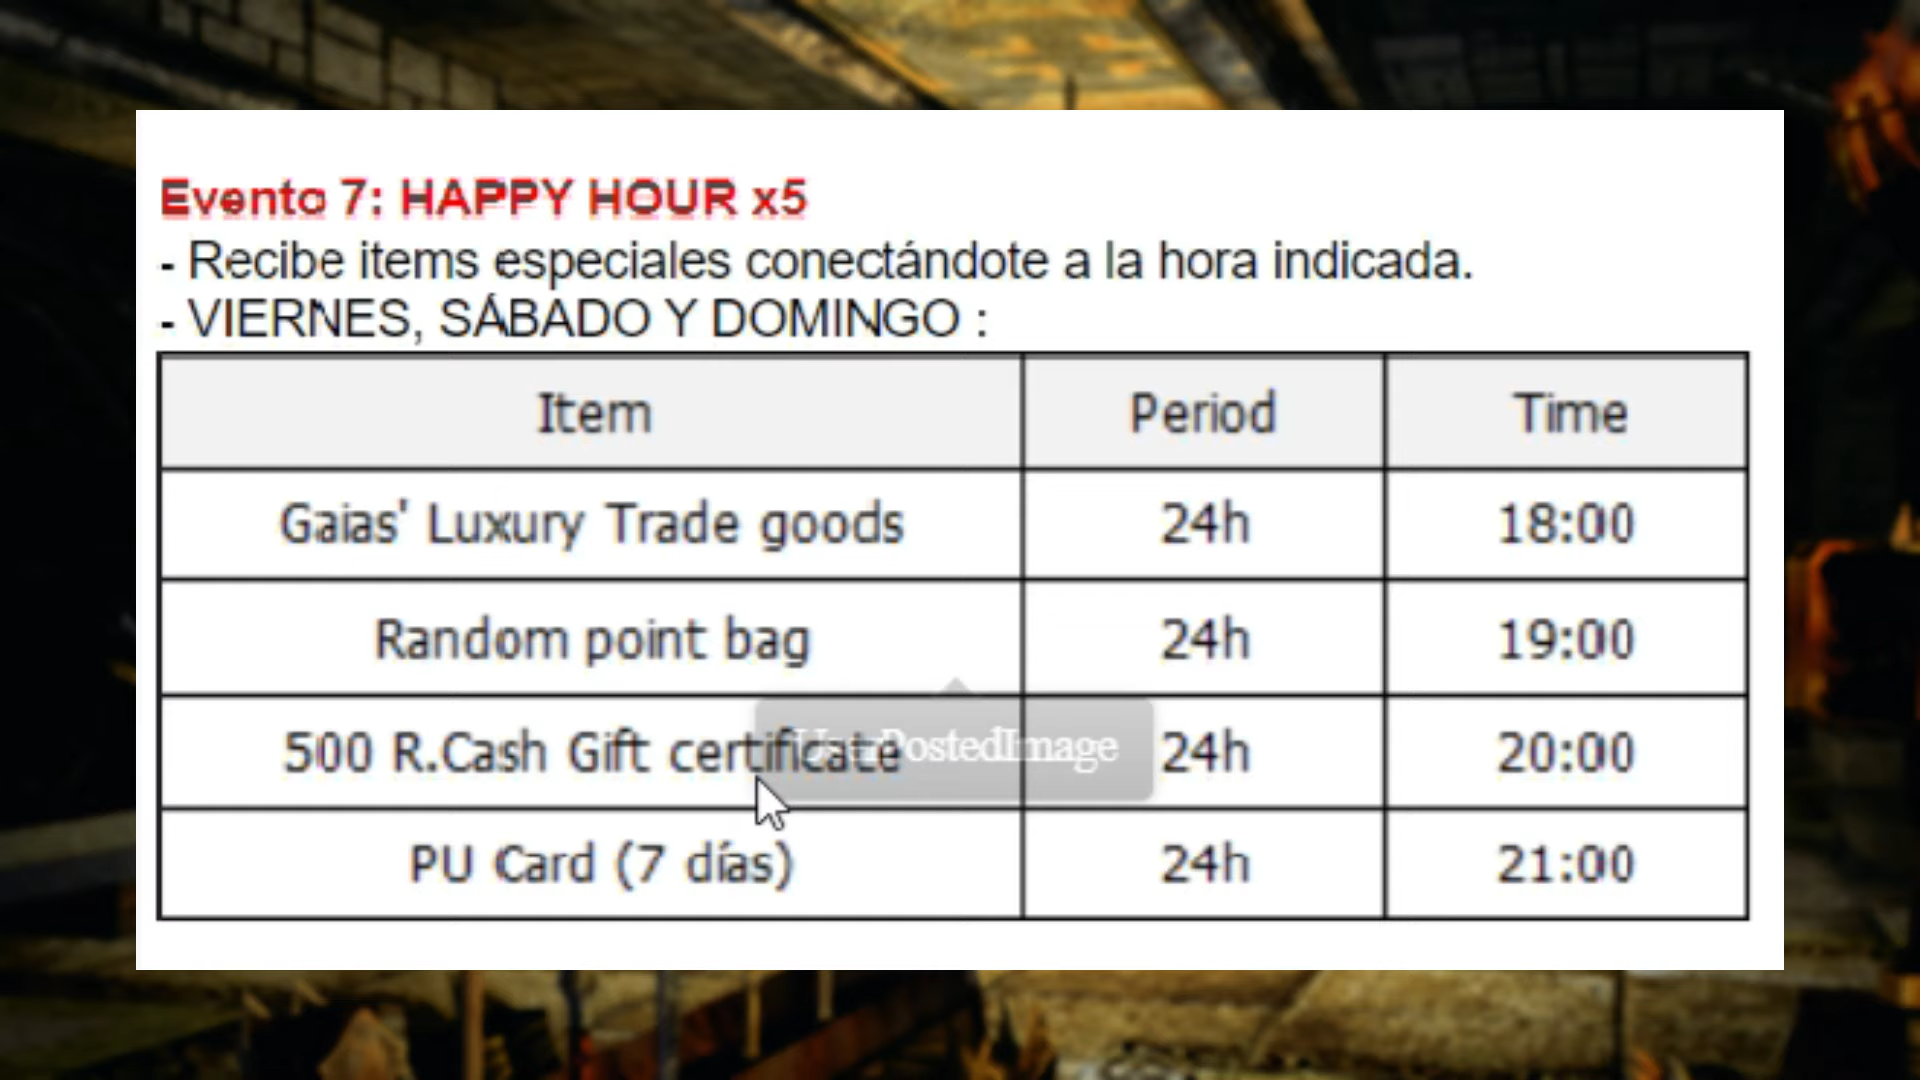 Evento 7: HAPPY HOUR x5
- Recibe items especiales conectándote a la hora indicada.
- VIERNES, SÁBADO Y DOMINGO :
Item Period Time
Gaias' Luxury Trade goods 24h 18:00
Random point bag 24h 19:00
500 R.Cash Gift certificate 24h 20:00
UserPostedImage
PU Card (7 días) 24h 21:00